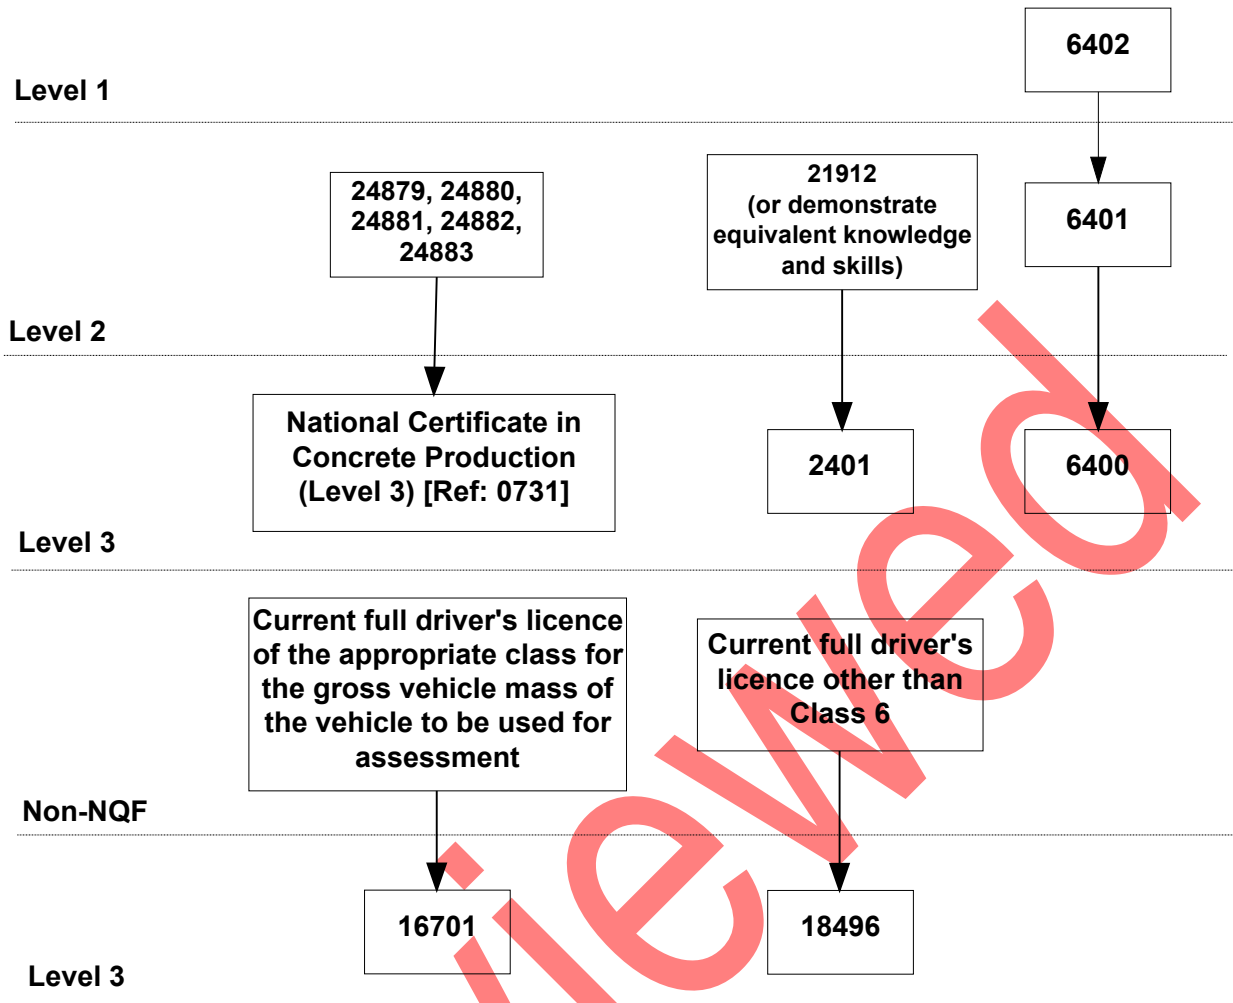 6402
Level 1
24879, 24880,
24881, 24882,
24883
21912
(or demonstrate
equivalent knowledge
and skills)
6401
Level 2
National Certificate in
Concrete Production
(Level 3) [Ref: 0731]
2401
6400
Level 3
Current full driver's licence
of the appropriate class for
the gross vehicle mass of
the vehicle to be used for
assessment
Current full driver's
licence other than
Class 6
Non-NQF
16701
18496
Level 3
iewed